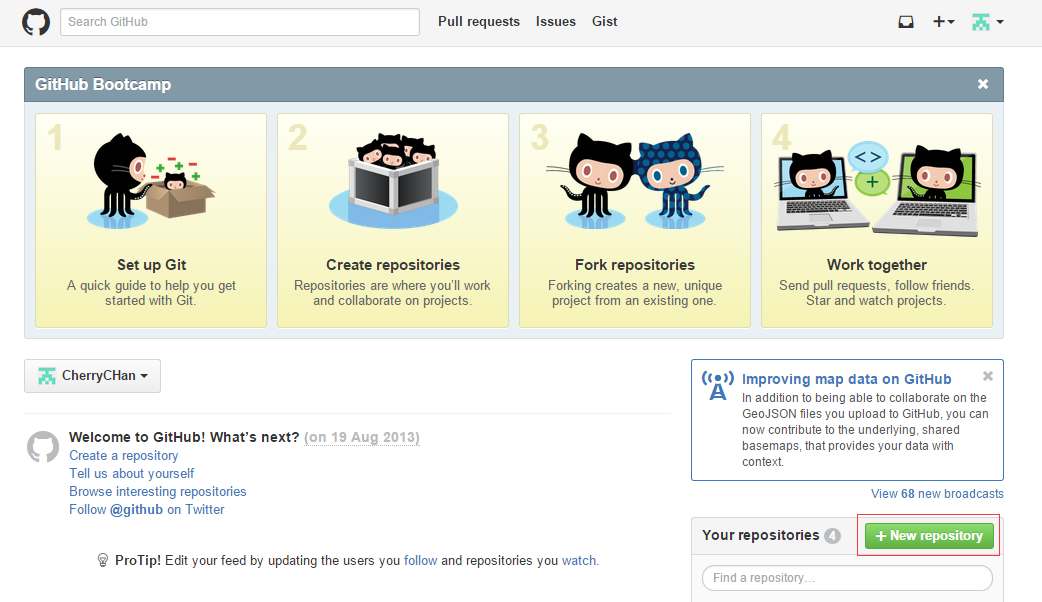 Search GitHub
Pull requests Issues Gist
GitHub Bootcamp
1
Set up Git
A quick guide to help you get
started with Git.
2
Create repositories
Repositories are where you’ll work
and collaborate on projects.
3
Fork repositories
Forking creates a new, unique
project from an existing one.
4
Work together
Send pull requests, follow friends.
Star and watch projects.
CherryCHan
Welcome to GitHub! What’s next? (on 19 Aug 2013)
Create a repository
Tell us about yourself
Browse interesting repositories
Follow @github on Twitter
ProTip! Edit your feed by updating the users you follow and repositories you watch.
Improving map data on GitHub
In addition to being able to collaborate on the
GeoJSON files you upload to GitHub, you can
now contribute to the underlying, shared
basemaps, that provides your data with
context.
View 68 new broadcasts
Your repositories 4
New repository
Find a repository…